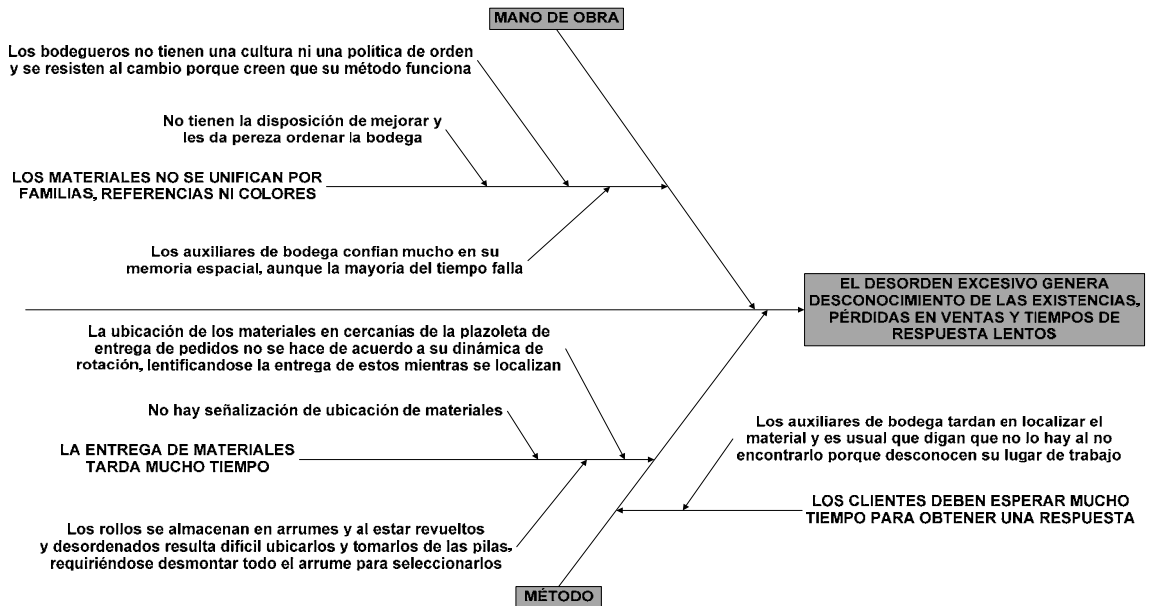 MANO DE OBRA
Los bodegueros no tienen una cultura ni una política de orden
y se resisten al cambio porque creen que su método funciona
No tienen la disposición de mejorar y
les da pereza ordenar la bodega
LOS MATERIALES NO SE UNIFICAN POR
FAMILIAS, REFERENCIAS NI COLORES
Los auxiliares de bodega confian mucho en su
memoria espacial, aunque la mayoría del tiempo falla
EL DESORDEN EXCESIVO GENERA
DESCONOCIMIENTO DE LAS EXISTENCIAS,
PÉRDIDAS EN VENTAS Y TIEMPOS DE
RESPUESTA LENTOS
La ubicación de los materiales en cercanías de la plazoleta de
entrega de pedidos no se hace de acuerdo a su dinámica de
rotación, lentificandose la entrega de estos mientras se localizan
No hay señalización de ubicación de materiales
LA ENTREGA DE MATERIALES
TARDA MUCHO TIEMPO
Los auxiliares de bodega tardan en localizar el
material y es usual que digan que no lo hay al no
encontrarlo porque desconocen su lugar de trabajo
LOS CLIENTES DEBEN ESPERAR MUCHO
TIEMPO PARA OBTENER UNA RESPUESTA
Los rollos se almacenan en arrumes y al estar revueltos
y desordenados resulta difícil ubicarlos y tomarlos de las pilas,
requiriéndose desmontar todo el arrume para seleccionarlos
MÉTODO